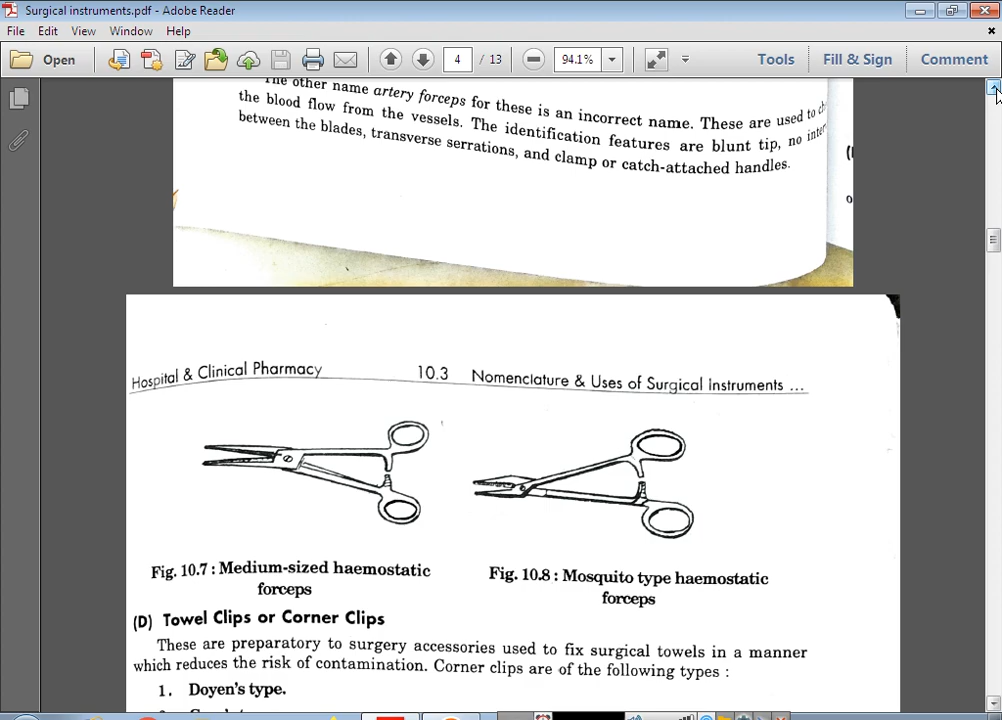 Surgical instruments.pdf - Adobe Reader
File Edit View Window Help
Open 4 / 13 94.1% Tools Fill & Sign Comment
The other name artery forceps for these is an incorrect name. These are used to
the blood flow from the vessels. The identification features are blunt tip, no
between the blades, transverse serrations, and clamp or catch-attached handles.
Hospital & Clinical Pharmacy 10.3 Nomenclature & Uses of Surgical Instruments ...
Fig. 10.7 : Medium-sized haemostatic
forceps
Fig. 10.8 : Mosquito type haemostatic
forceps
(D) Towel Clips or Corner Clips
These are preparatory to surgery accessories used to fix surgical towels in a manner
which reduces the risk of contamination. Corner clips are of the following types :
1. Doyen's type.